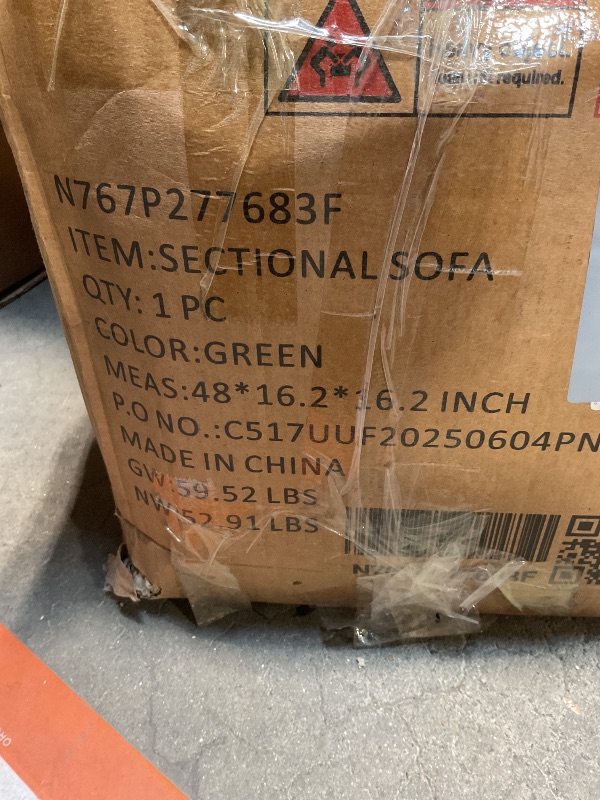 required.
N767P277683F
ITEM:SECTIONAL SOFA
QTY: 1 PC
COLOR:GREEN
MEAS:48*16.2*16.2 INCH
P.O NO.:C517UUF20250604PN
MADE IN CHINA
GW:59.52 LBS
NW:52.91 LBS